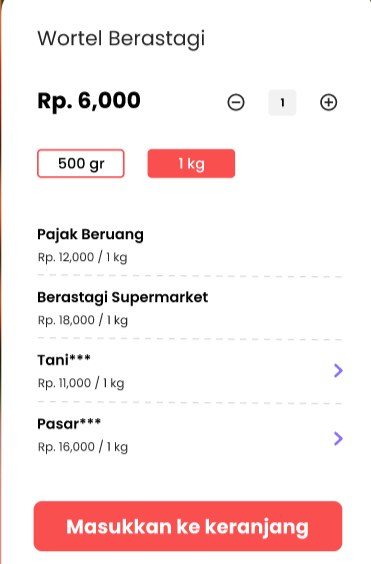 Wortel Berastagi
Rp. 6,000
1
500 gr
1 kg
Pajak Beruang
Rp. 12,000 / 1 kg
Berastagi Supermarket
Rp. 18,000 / 1 kg
Tani***
Rp. 11,000 / 1 kg
Pasar***
Rp. 16,000 / 1 kg
Masukkan ke keranjang